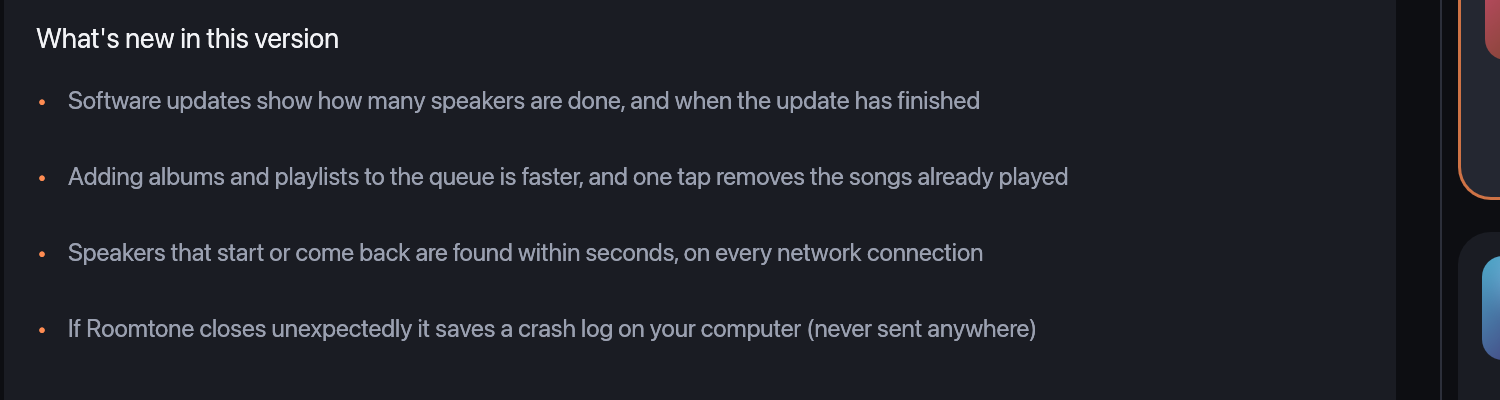 What's new in this version
• Software updates show how many speakers are done, and when the update has finished
• Adding albums and playlists to the queue is faster, and one tap removes the songs already played
• Speakers that start or come back are found within seconds, on every network connection
• If Roomtone closes unexpectedly it saves a crash log on your computer (never sent anywhere)